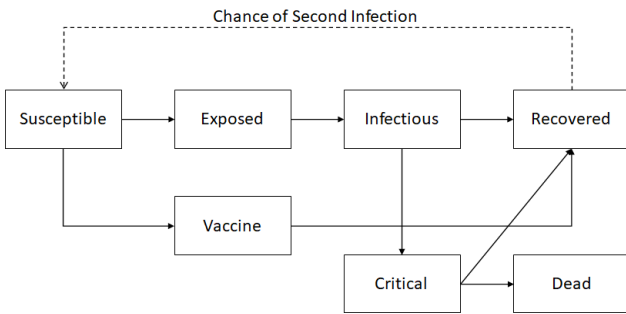 Chance of Second Infection
Susceptible
Exposed
Infectious
Recovered
Vaccine
Critical
Dead